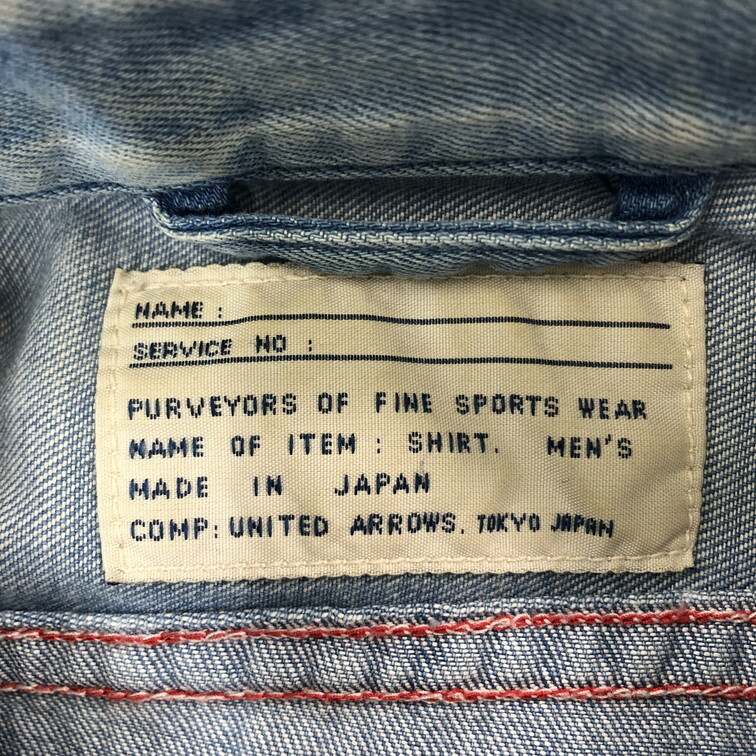 NAME :
SERVICE NO :
PURVEYORS OF FINE SPORTS WEAR
NAME OF ITEM : SHIRT. MEN'S
MADE IN JAPAN
COMP: UNITED ARROWS. TOKYO JAPAN